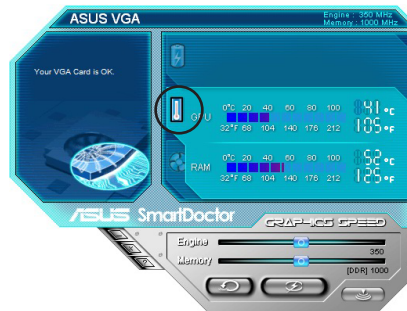 ASUS VGA
Engine : 350 MHz
Memory : 1000 MHz
Your VGA Card is OK.
0°C 20 40 60 80 100
GPU
32°F 68 104 140 176 212
41 °C
105 °F
0°C 20 40 60 80 100
RAM
32°F 68 104 140 176 212
52 °C
125 °F
/SUS SmartDoctor
GRAPHICS SPEED
Engine
350
Memory
[DDR] 1000